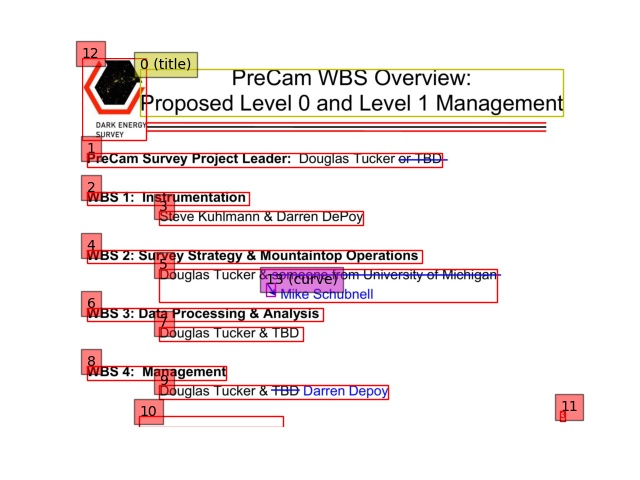 12
0 (title)
PreCam WBS Overview:
Proposed Level 0 and Level 1 Management
DARK ENERGY
SURVEY
1
PreCam Survey Project Leader: Douglas Tucker or TBD
2
WBS 1: Instrumentation
3
Steve Kuhlmann & Darren DePoy
4
WBS 2: Survey Strategy & Mountaintop Operations
5
Douglas Tucker & someone from University of Michigan
13 (curve)
Mike Schubnell
6
WBS 3: Data Processing & Analysis
7
Douglas Tucker & TBD
8
WBS 4: Management
9
Douglas Tucker & TBD Darren Depoy
10
11